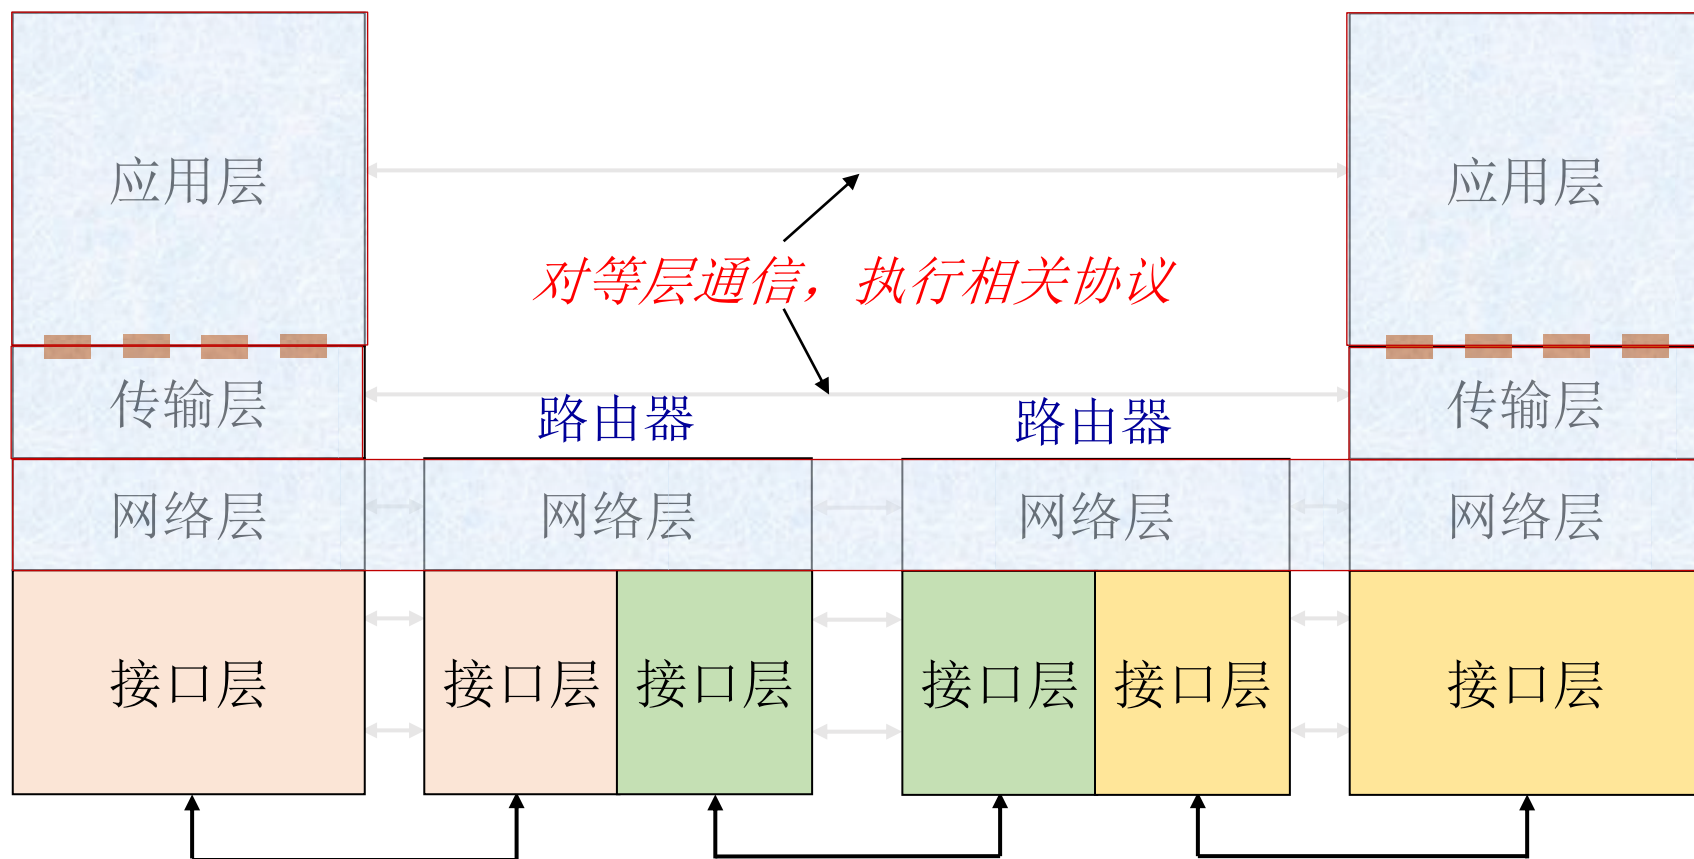 应用层
应用层
对等层通信，执行相关协议
传输层
路由器
路由器
传输层
网络层
网络层
网络层
网络层
接口层
接口层
接口层
接口层
接口层
接口层